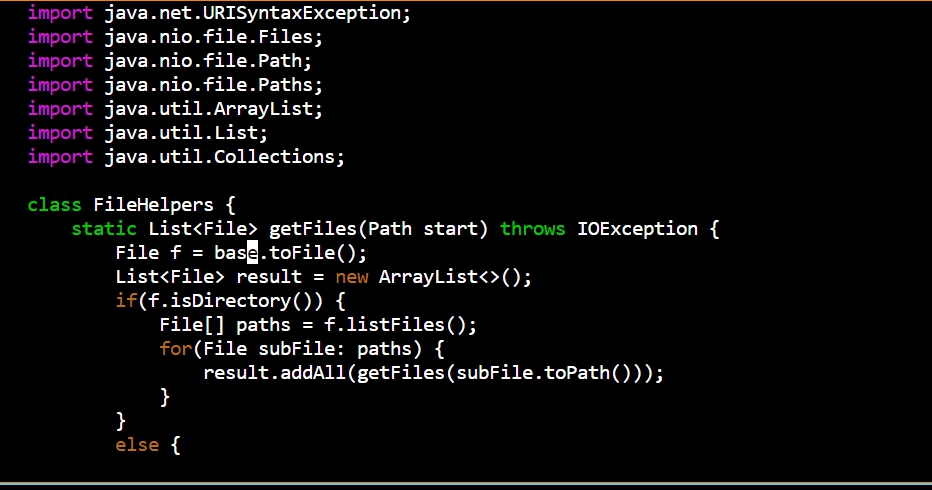 import java.net.URISyntaxException;
import java.nio.file.Files;
import java.nio.file.Path;
import java.nio.file.Paths;
import java.util.ArrayList;
import java.util.List;
import java.util.Collections;

class FileHelpers {
    static List<File> getFiles(Path start) throws IOException {
        File f = base.toFile();
        List<File> result = new ArrayList<>();
        if(f.isDirectory()) {
            File[] paths = f.listFiles();
            for(File subFile: paths) {
                result.addAll(getFiles(subFile.toPath()));
            }
        }
        else {